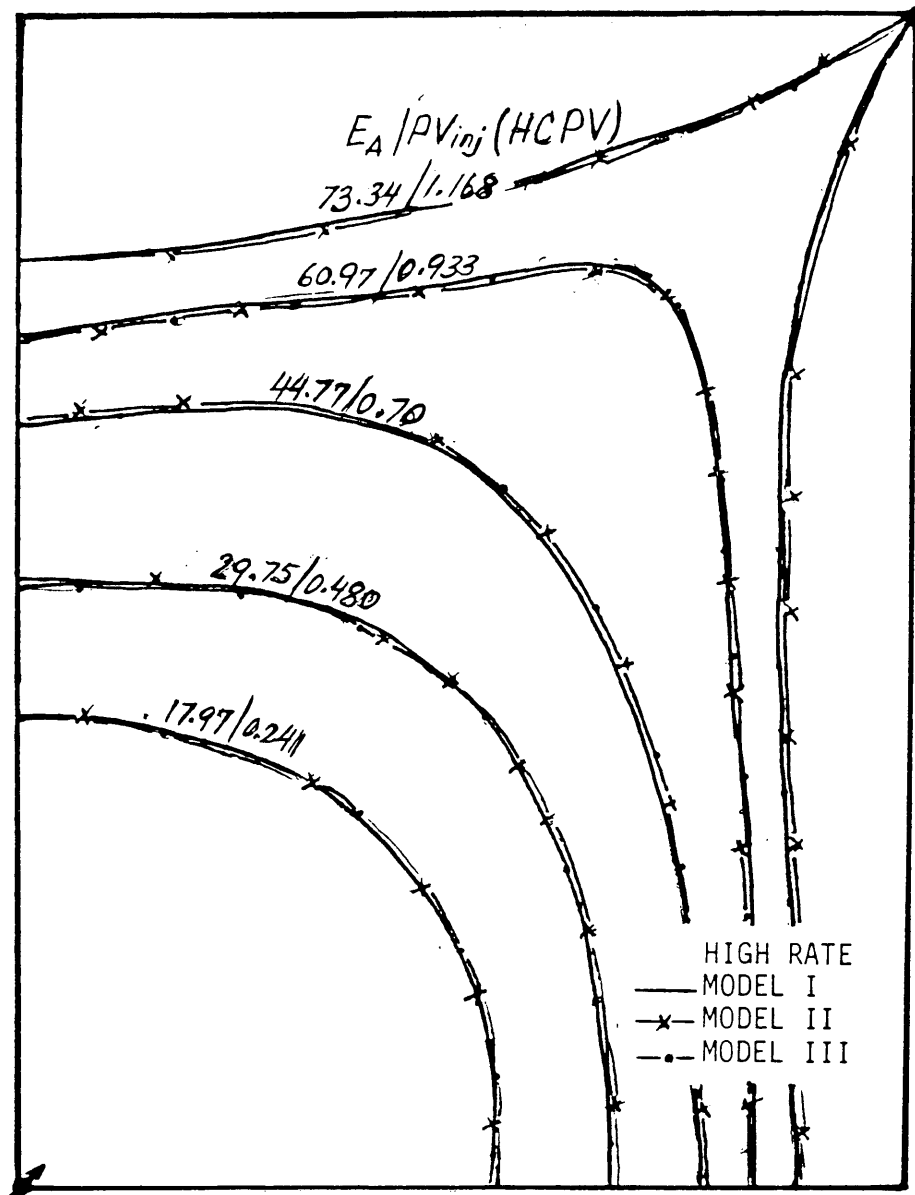 E_A/PVinj (HCPV)
73.34/1.168
60.97/0.933
44.77/0.70
29.75/0.480
17.97/0.241
HIGH RATE
MODEL I
MODEL II
MODEL III